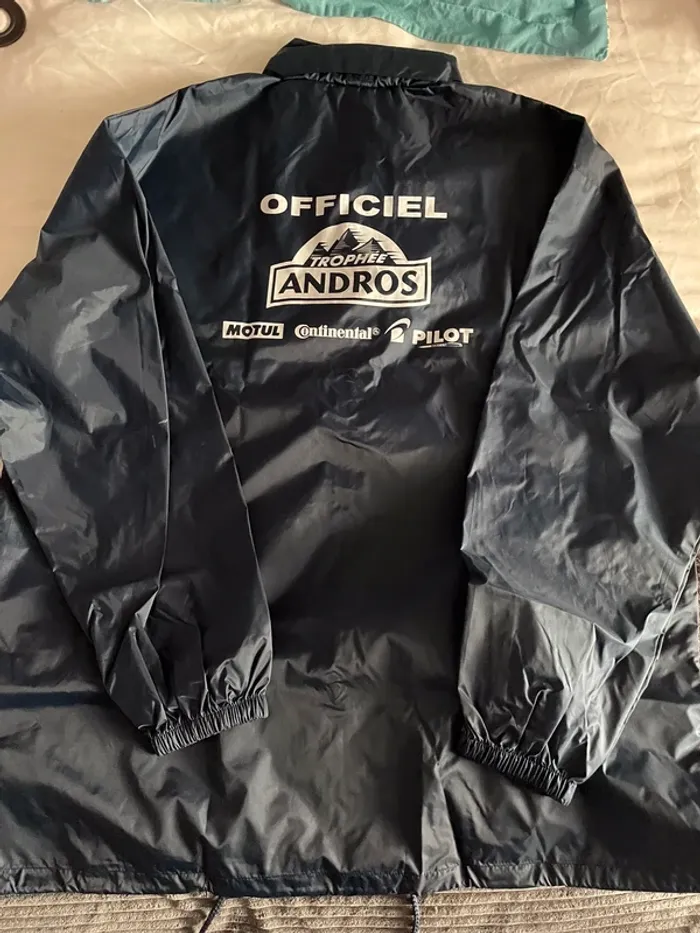 OFFICIEL
TROPHEE
ANDROS
MOTUL Continental® PILOT